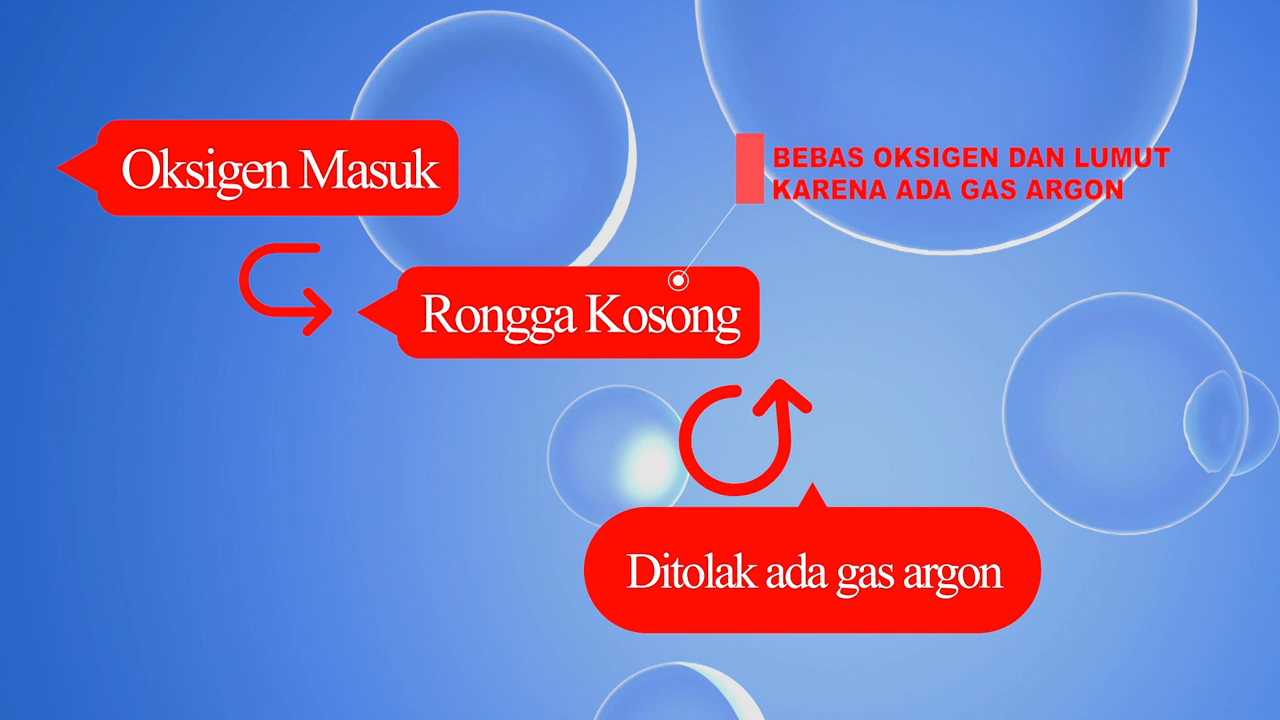 Oksigen Masuk
BEBAS OKSIGEN DAN LUMUT
KARENA ADA GAS ARGON
Rongga Kosong
Ditolak ada gas argon